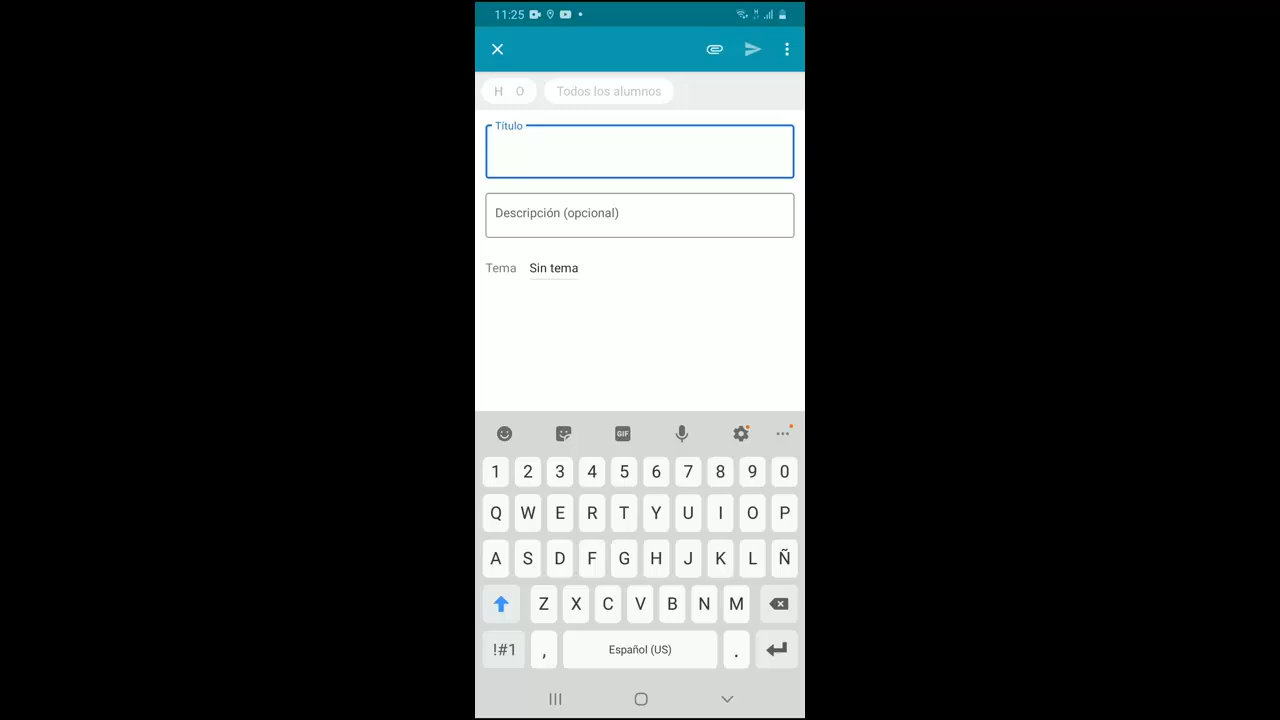 11:25
H O Todos los alumnos
Título
Descripción (opcional)
Tema Sin tema
GIF
1 2 3 4 5 6 7 8 9 0
Q W E R T Y U I O P
A S D F G H J K L Ñ
Z X C V B N M
!#1 , Español (US) .